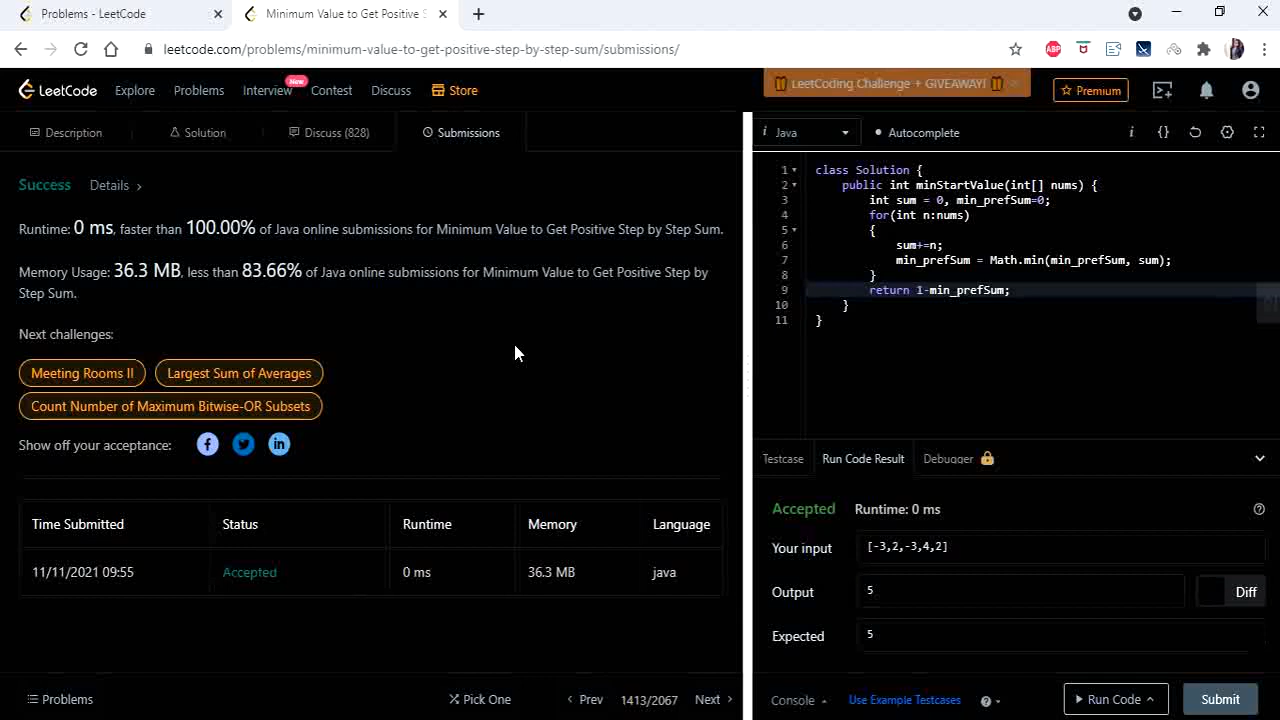 Problems - LeetCode
Minimum Value to Get Positive S
leetcode.com/problems/minimum-value-to-get-positive-step-by-step-sum/submissions/
ABP
LeetCode
Explore
Problems
Interview
New
Contest
Discuss
Store
LeetCoding Challenge + GIVEAWAY!
Premium
Description
Solution
Discuss (828)
Submissions
Success
Details
Runtime: 0 ms, faster than 100.00% of Java online submissions for Minimum Value to Get Positive Step by Step Sum.
Memory Usage: 36.3 MB, less than 83.66% of Java online submissions for Minimum Value to Get Positive Step by
Step Sum.
Next challenges:
Meeting Rooms II
Largest Sum of Averages
Count Number of Maximum Bitwise-OR Subsets
Show off your acceptance:
Time Submitted Status Runtime Memory Language
11/11/2021 09:55 Accepted 0 ms 36.3 MB java
Problems
Pick One
Prev
1413/2067
Next
Java
Autocomplete
1 class Solution {
2 public int minStartValue(int[] nums) {
3 int sum = 0, min_prefSum=0;
4 for(int n:nums)
5 {
6 sum+=n;
7 min_prefSum = Math.min(min_prefSum, sum);
8 }
9 return 1-min_prefSum;
10 }
11 }
Testcase
Run Code Result
Debugger
Accepted
Runtime: 0 ms
Your input
[-3,2,-3,4,2]
Output
5
Diff
Expected
5
Console
Use Example Testcases
Run Code
Submit